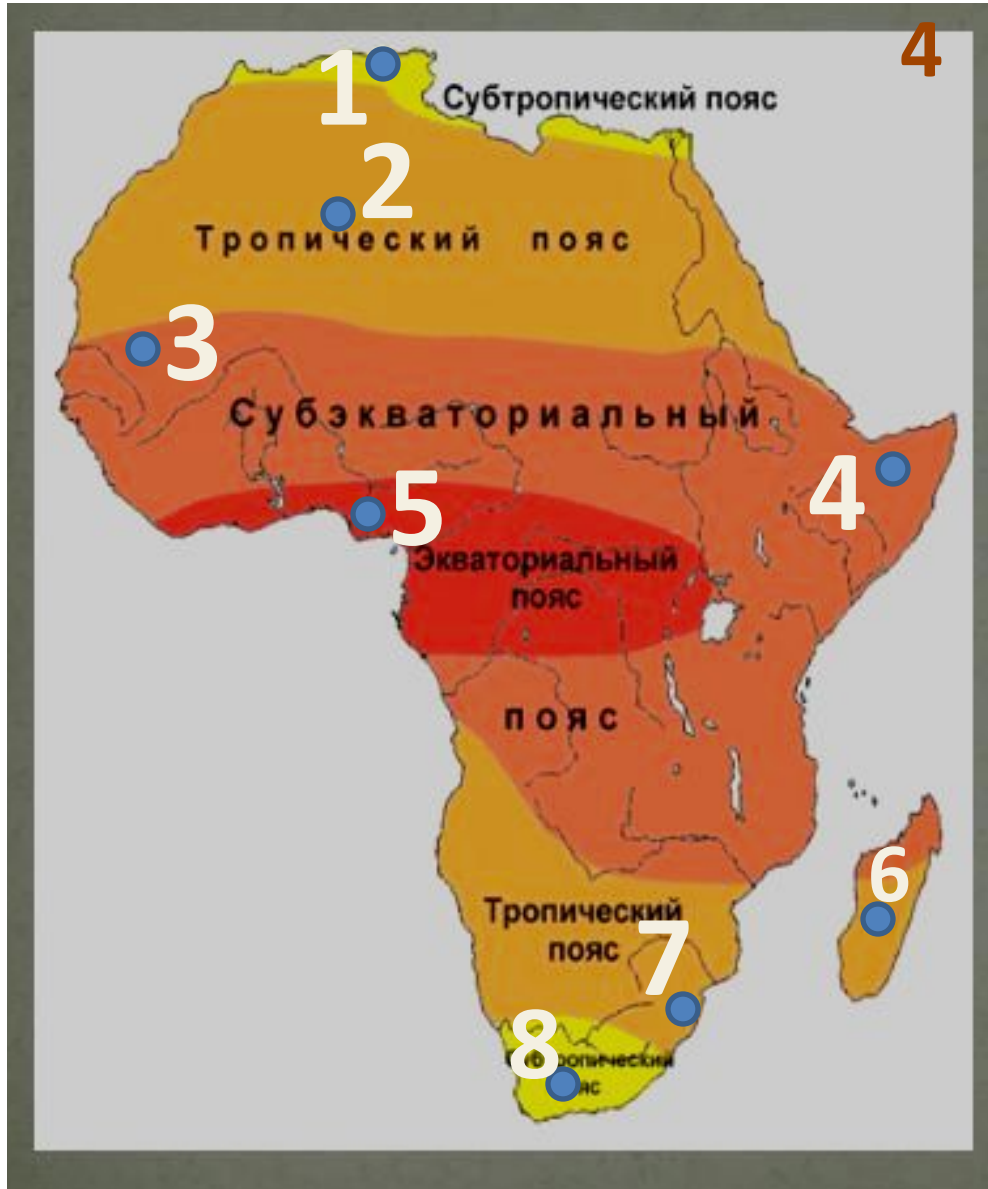 4
1
Субтропический пояс
2
Тропический пояс
3
Субэкваториальный
4
5
Экваториальный
пояс
пояс
6
Тропический
пояс
7
8